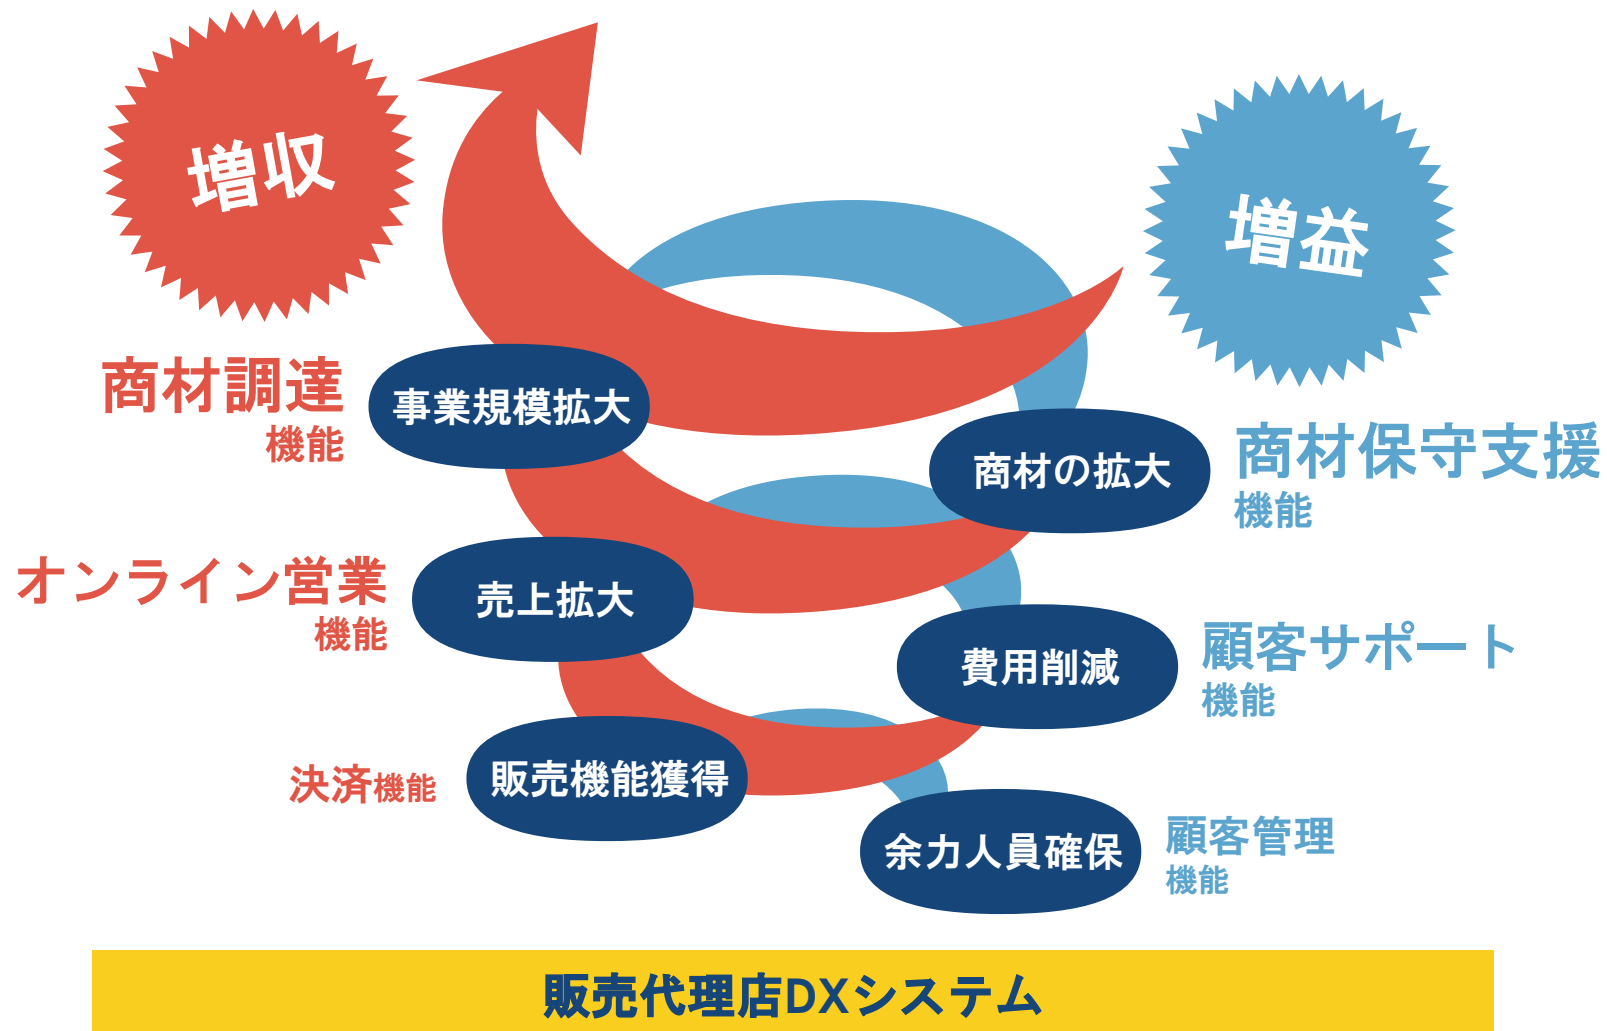 増収
増益
商材調達
機能
事業規模拡大
商材の拡大
商材保守支援
機能
オンライン営業
機能
売上拡大
費用削減
顧客サポート
機能
決済機能
販売機能獲得
余力人員確保
顧客管理
機能
販売代理店DXシステム